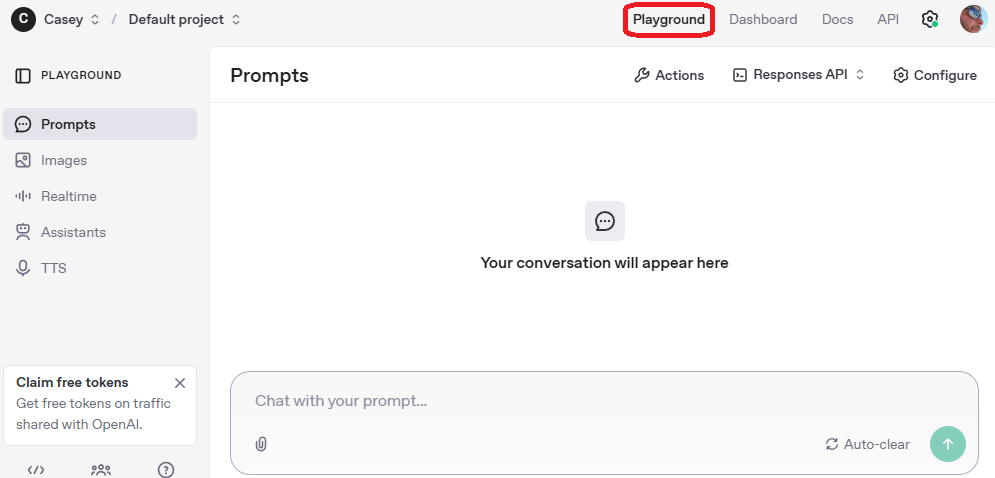 C Casey / Default project Playground Dashboard Docs API
PLAYGROUND
Prompts Actions Responses API Configure
Prompts
Images
Realtime
Assistants
TTS
Your conversation will appear here
Claim free tokens
Get free tokens on traffic
shared with OpenAI.
Chat with your prompt...
Auto-clear